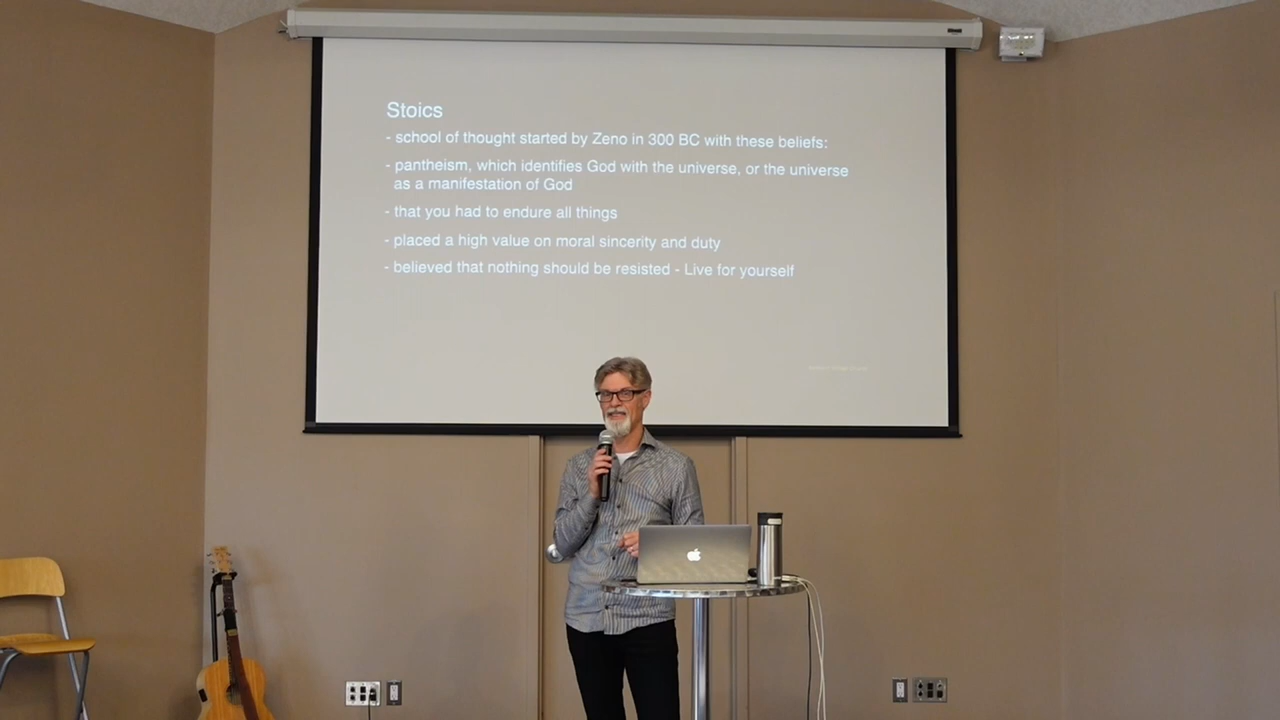 Stoics
- school of thought started by Zeno in 300 BC with these beliefs:
- pantheism, which identifies God with the universe, or the universe
as a manifestation of God
- that you had to endure all things
- placed a high value on moral sincerity and duty
- believed that nothing should be resisted - Live for yourself